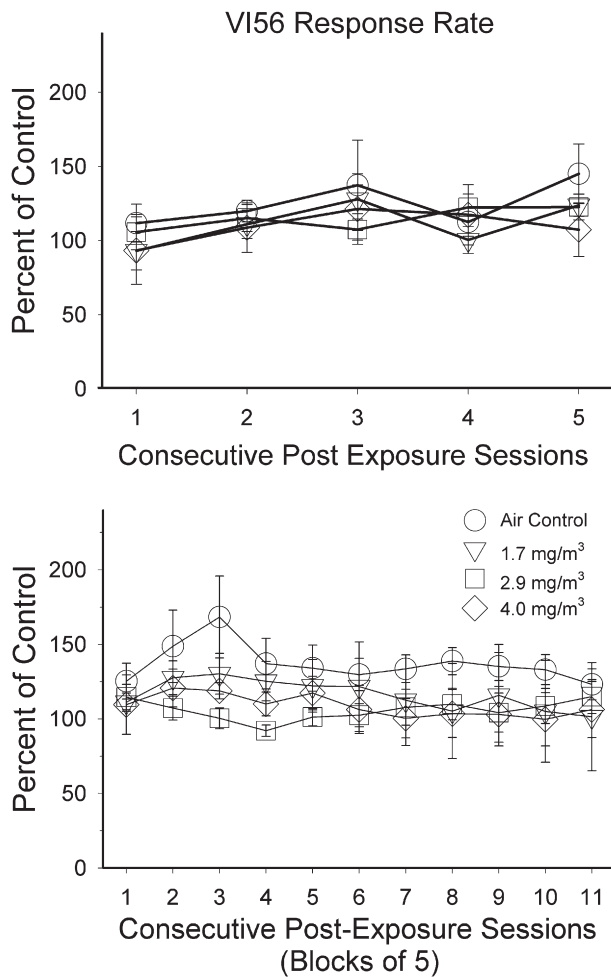 VI56 Response Rate
Percent of Control
200
150
100
50
0
1 2 3 4 5
Consecutive Post Exposure Sessions
Percent of Control
200
150
100
50
0
Air Control
1.7 mg/m³
2.9 mg/m³
4.0 mg/m³
1 2 3 4 5 6 7 8 9 10 11
Consecutive Post-Exposure Sessions
(Blocks of 5)